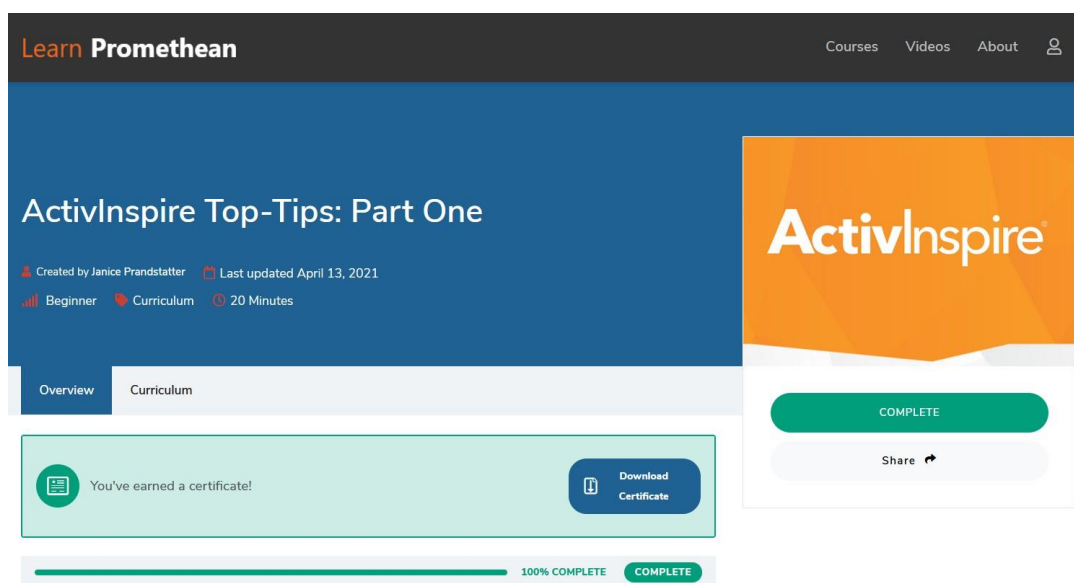 Learn Promethean
Courses Videos About
ActivInspire Top-Tips: Part One
Created by Janice Prandstatter Last updated April 13, 2021
Beginner Curriculum 20 Minutes
ActivInspire®
Overview Curriculum
COMPLETE
Share
You've earned a certificate!
Download
Certificate
100% COMPLETE COMPLETE